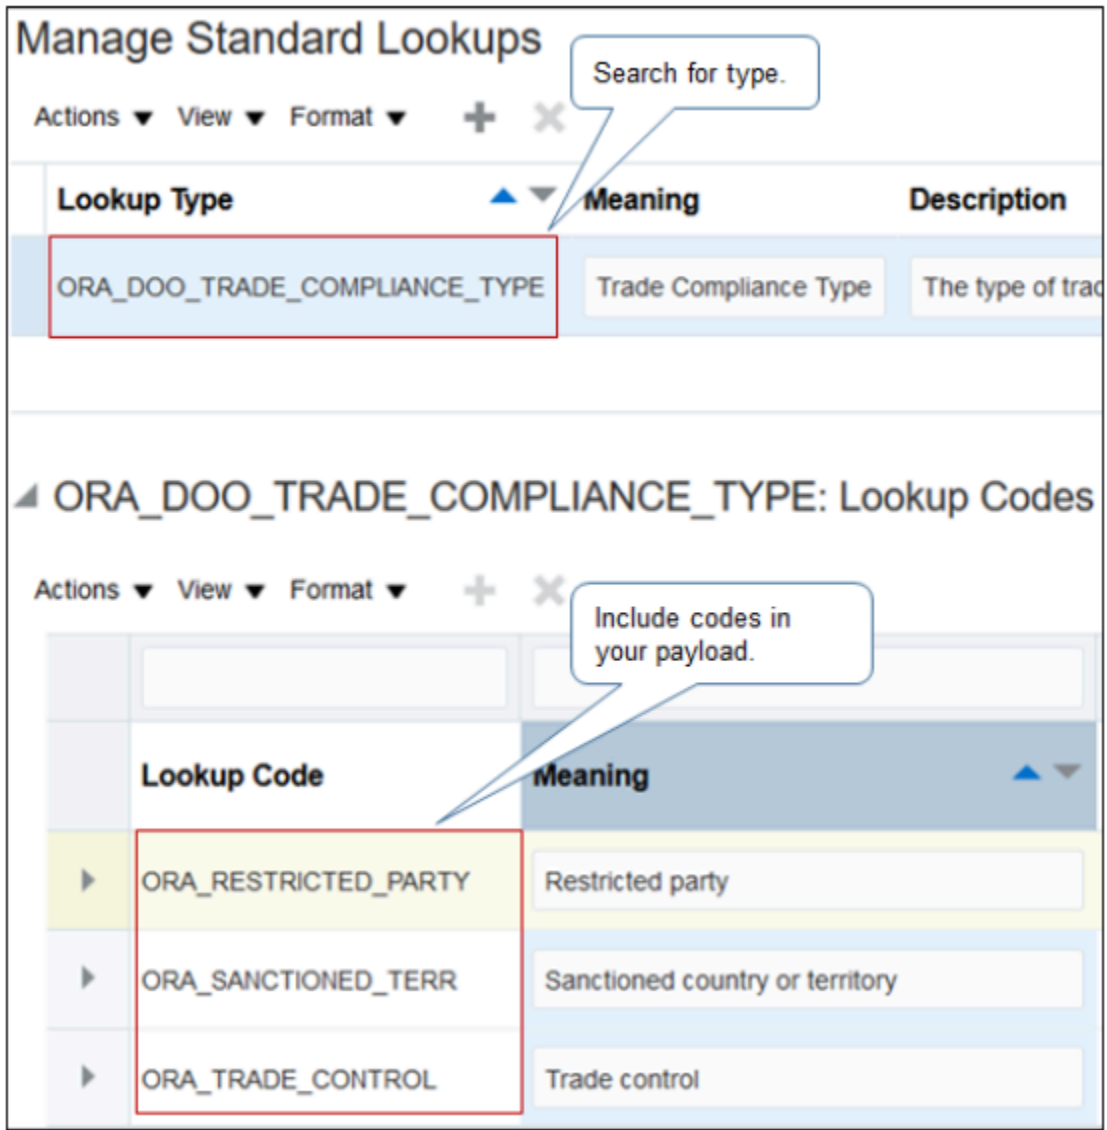 Manage Standard Lookups
Search for type.
Actions View Format
Lookup Type Meaning Description
ORA_DOO_TRADE_COMPLIANCE_TYPE Trade Compliance Type The type of trad
ORA_DOO_TRADE_COMPLIANCE_TYPE: Lookup Codes
Actions View Format
Include codes in
your payload.
Lookup Code Meaning
ORA_RESTRICTED_PARTY Restricted party
ORA_SANCTIONED_TERR Sanctioned country or territory
ORA_TRADE_CONTROL Trade control